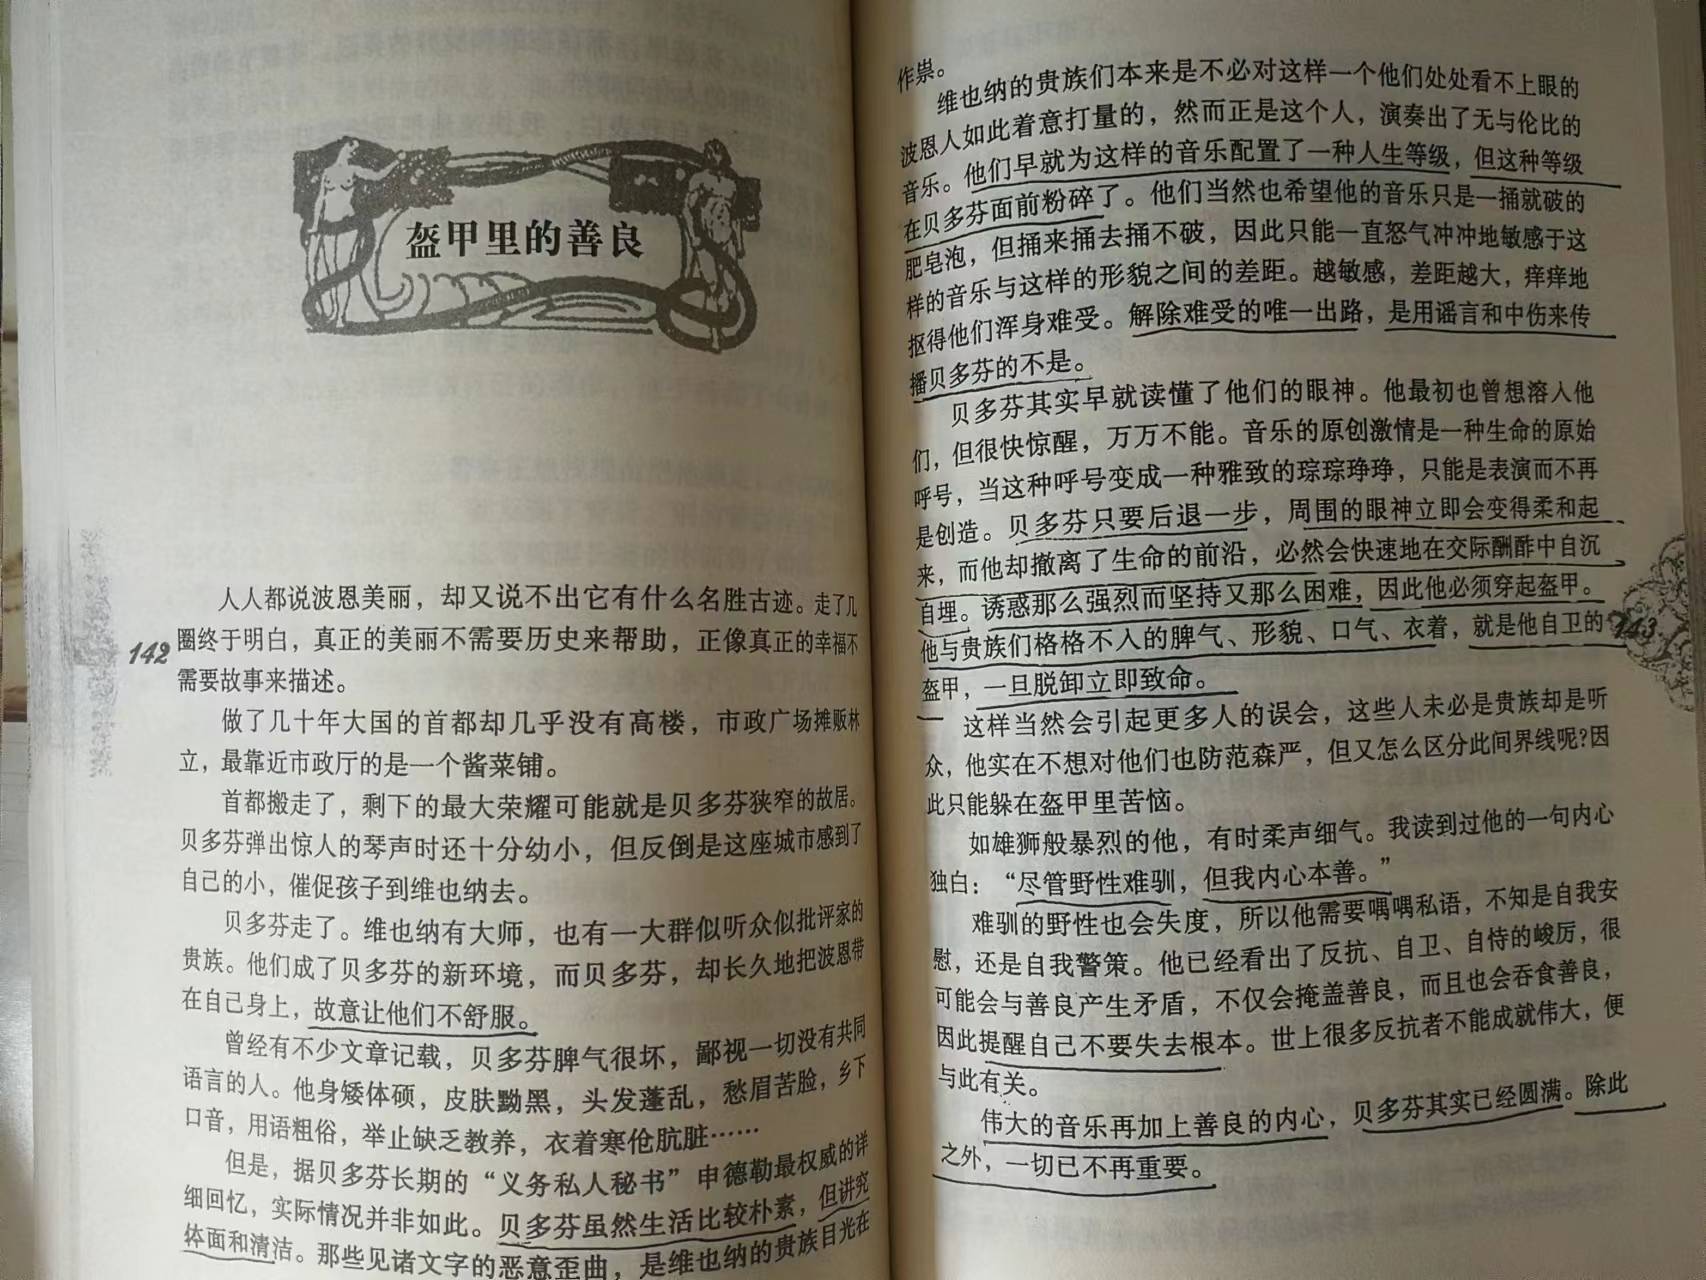 盔甲里的善良
人人都说波恩美丽，却又说不出它有什么名胜古迹。走了几
圈终于明白，真正的美丽不需要历史来帮助，正像真正的幸福不
需要故事来描述。
做了几十年大国的首都却几乎没有高楼，市政广场摊贩林
立，最靠近市政厅的是一个酱菜铺。
首都搬走了，剩下的最大荣耀可能就是贝多芬狭窄的故居。
贝多芬弹出惊人的琴声时还十分幼小，但反倒是这座城市感到了
自己的小，催促孩子到维也纳去。
贝多芬走了。维也纳有大师，也有一大群似听众似批评家的
贵族。他们成了贝多芬的新环境，而贝多芬，却长久地把波恩带
在自己身上，故意让他们不舒服。
曾经有不少文章记载，贝多芬脾气很坏，鄙视一切没有共同
语言的人。他身矮体硕，皮肤黝黑，头发蓬乱，愁眉苦脸，乡下
口音，用语粗俗，举止缺乏教养，衣着寒伧肮脏……
但是，据贝多芬长期的“义务私人秘书”申德勒最权威的详
细回忆，实际情况并非如此。贝多芬虽然生活比较朴素，但讲究
体面和清洁。那些见诸文字的恶意歪曲，是维也纳的贵族目光在
142
作祟。
维也纳的贵族们本来是不必对这样一个他们处处看不上眼的
波恩人如此着意打量的，然而正是这个人，演奏出了无与伦比的
音乐。他们早就为这样的音乐配置了一种人生等级，但这种等级
在贝多芬面前粉碎了。他们当然也希望他的音乐只是一捅就破的
肥皂泡，但捅来捅去捅不破，因此只能一直怒气冲冲地敏感于这
样的音乐与这样的形貌之间的差距。越敏感，差距越大，痒痒地
抠得他们浑身难受。解除难受的唯一出路，是用谣言和中伤来传
播贝多芬的不是。
贝多芬其实早就读懂了他们的眼神。他最初也曾想溶入他
们，但很快惊醒，万万不能。音乐的原创激情是一种生命的原始
呼号，当这种呼号变成一种雅致的琮琮琤琤，只能是表演而不再
是创造。贝多芬只要后退一步，周围的眼神立即会变得柔和起
来，而他却撤离了生命的前沿，必然会快速地在交际酬酢中自沉
自埋。诱惑那么强烈而坚持又那么困难，因此他必须穿起盔甲。
他与贵族们格格不入的脾气、形貌、口气、衣着，就是他自卫的
盔甲，一旦脱卸立即致命。
这样当然会引起更多人的误会，这些人未必是贵族却是听
众，他实在不想对他们也防范森严，但又怎么区分此间界线呢?因
此只能躲在盔甲里苦恼。
如雄狮般暴烈的他，有时柔声细气。我读到过他的一句内心
独白：“尽管野性难驯，但我内心本善。”
难驯的野性也会失度，所以他需要喁喁私语，不知是自我安
慰，还是自我警策。他已经看出了反抗、自卫、自恃的峻厉，很
可能会与善良产生矛盾，不仅会掩盖善良，而且也会吞食善良，
因此提醒自己不要失去根本。世上很多反抗者不能成就伟大，便
与此有关。
伟大的音乐再加上善良的内心，贝多芬其实已经圆满。除此
之外，一切已不再重要。
143